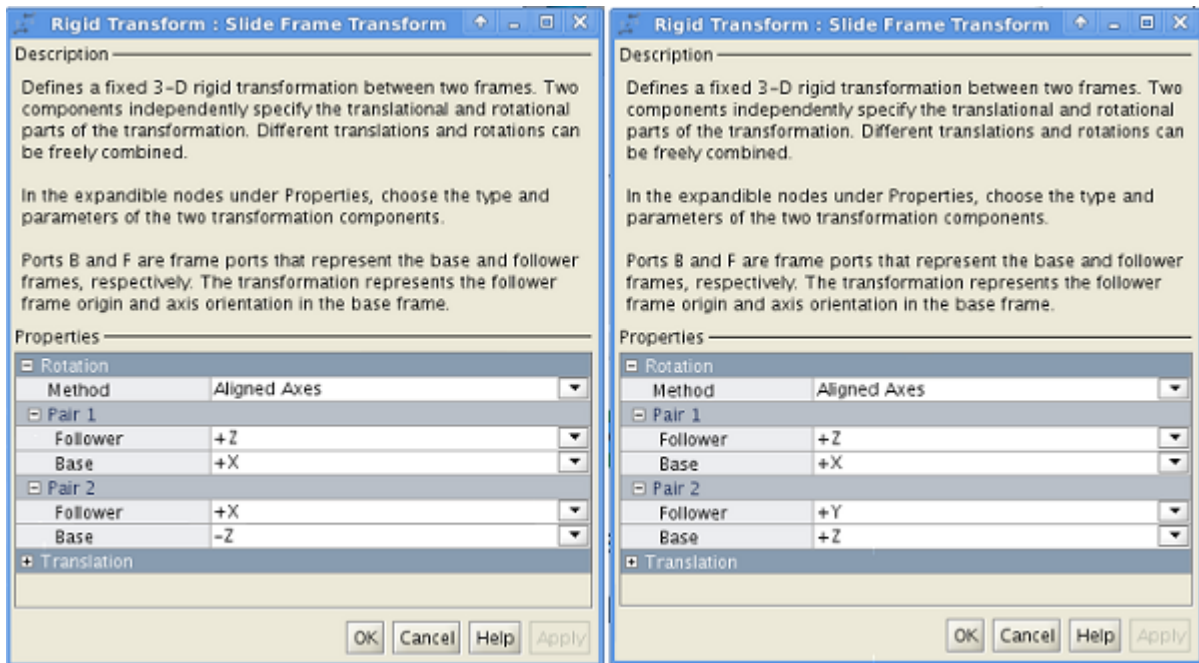 Rigid Transform : Slide Frame Transform
Description
Defines a fixed 3-D rigid transformation between two frames. Two
components independently specify the translational and rotational
parts of the transformation. Different translations and rotations can
be freely combined.
In the expandible nodes under Properties, choose the type and
parameters of the two transformation components.
Ports B and F are frame ports that represent the base and follower
frames, respectively. The transformation represents the follower
frame origin and axis orientation in the base frame.
Properties
Rotation
Method Aligned Axes
Pair 1
Follower +Z
Base +X
Pair 2
Follower +X
Base -Z
Translation
OK Cancel Help Apply
Rigid Transform : Slide Frame Transform
Description
Defines a fixed 3-D rigid transformation between two frames. Two
components independently specify the translational and rotational
parts of the transformation. Different translations and rotations can
be freely combined.
In the expandible nodes under Properties, choose the type and
parameters of the two transformation components.
Ports B and F are frame ports that represent the base and follower
frames, respectively. The transformation represents the follower
frame origin and axis orientation in the base frame.
Properties
Rotation
Method Aligned Axes
Pair 1
Follower +Z
Base +X
Pair 2
Follower +Y
Base +Z
Translation
OK Cancel Help Apply